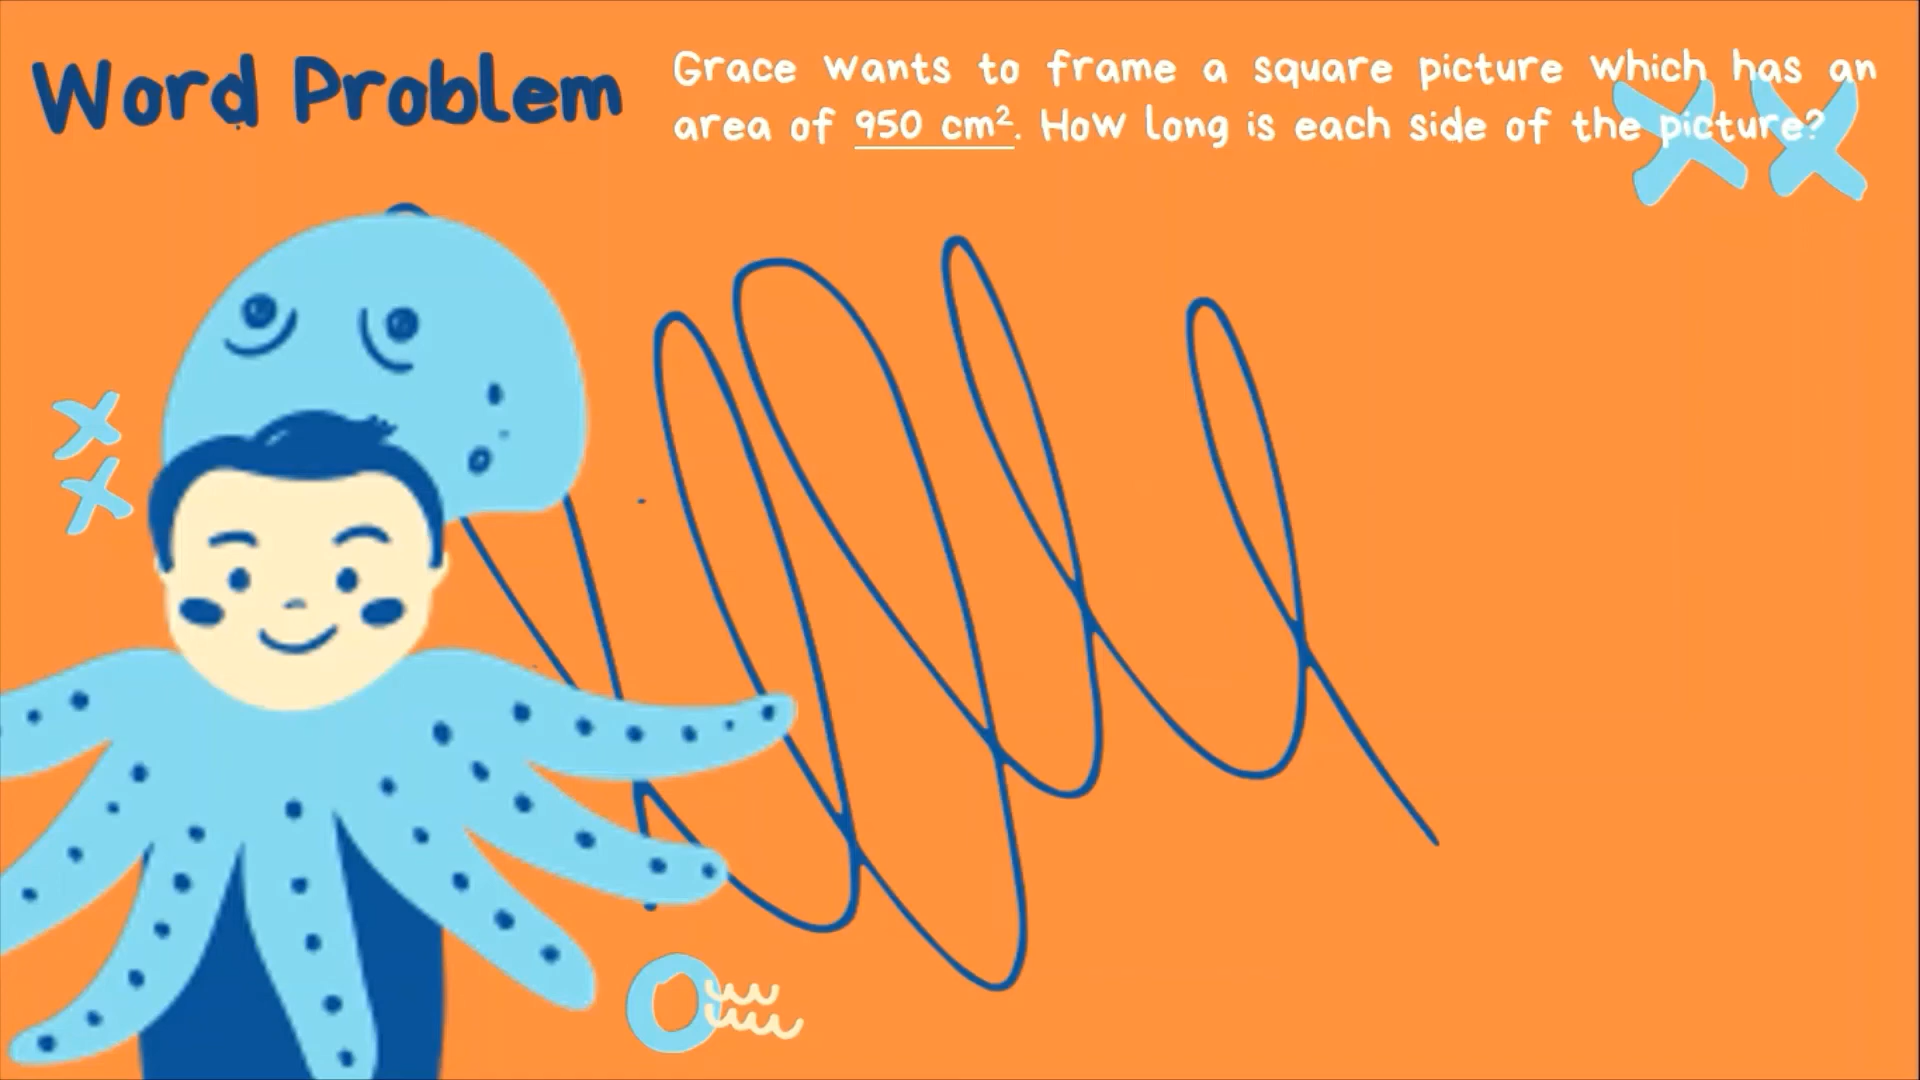 Word Problem
Grace wants to frame a square picture which has an
area of 950 cm². How long is each side of the picture?